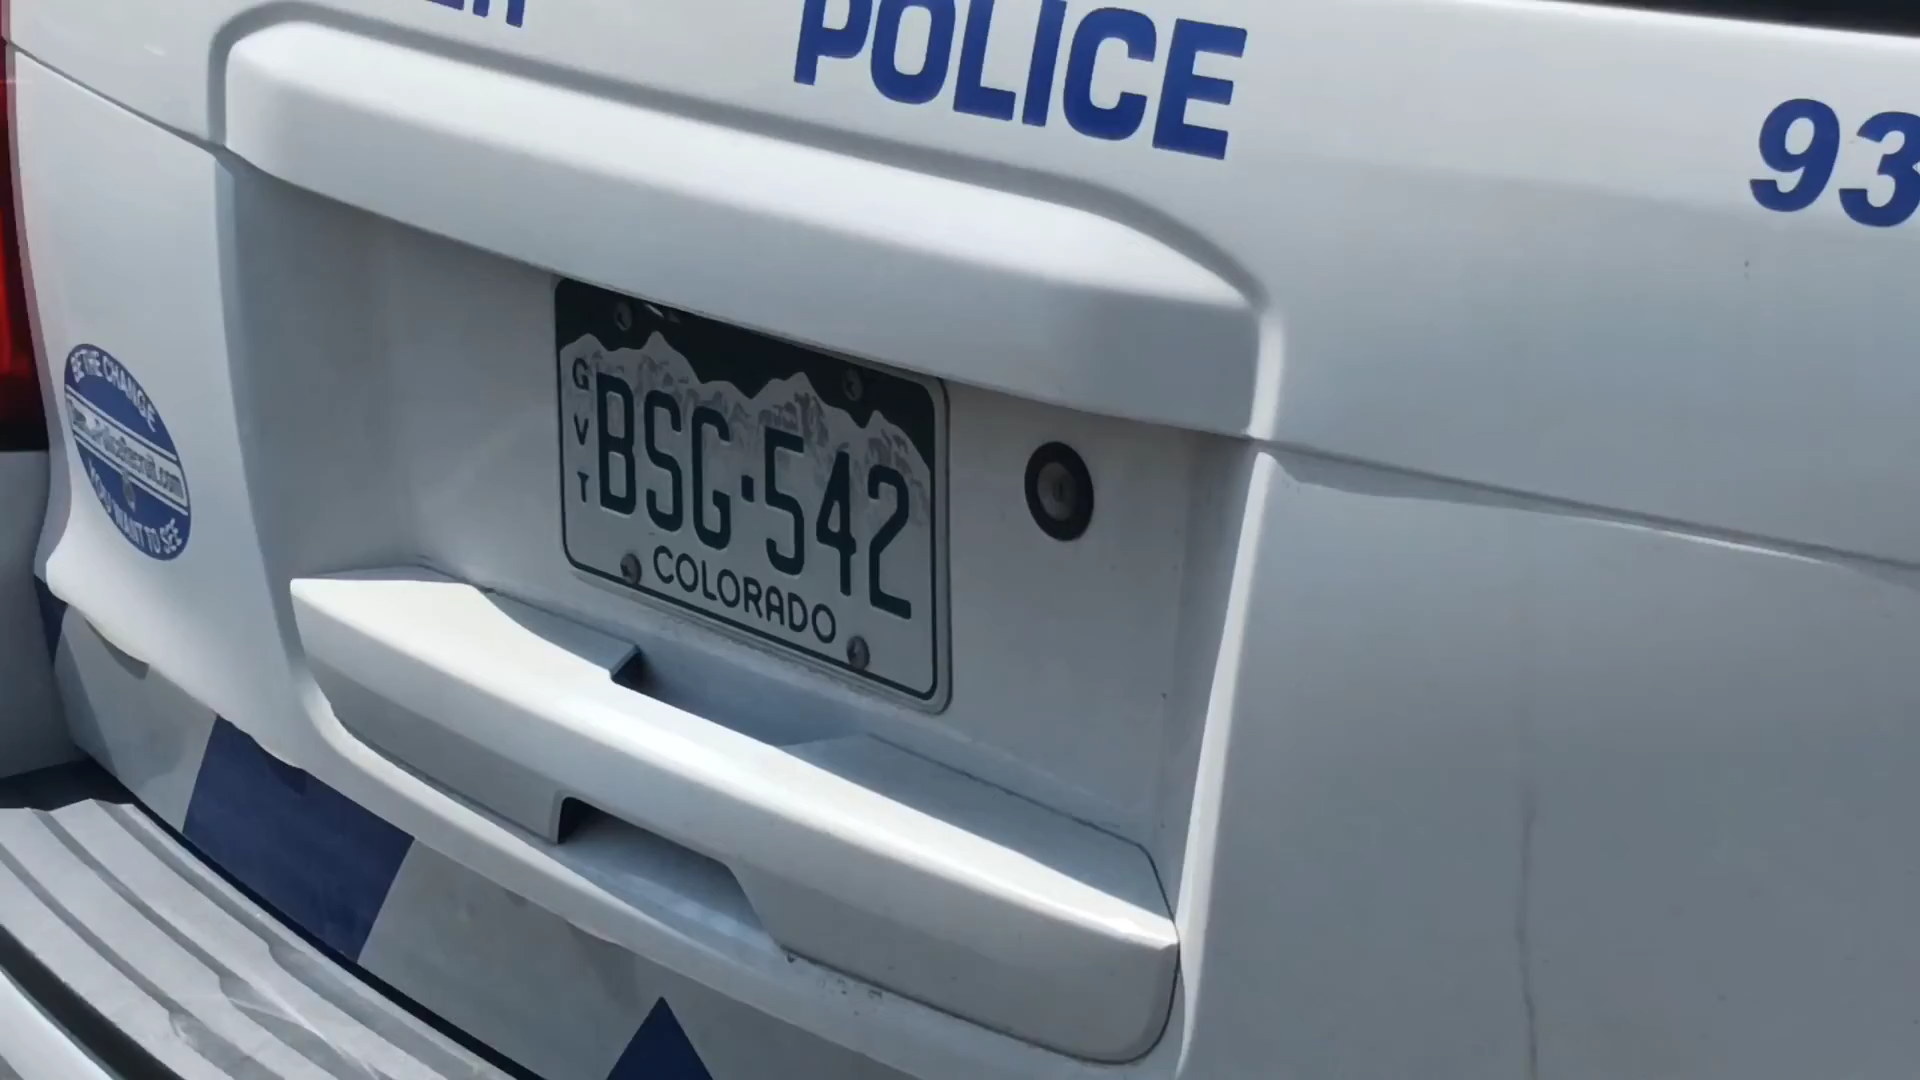 POLICE
93
BE THE CHANGE
YOU WANT TO SEE
GVT
BSG·542
COLORADO